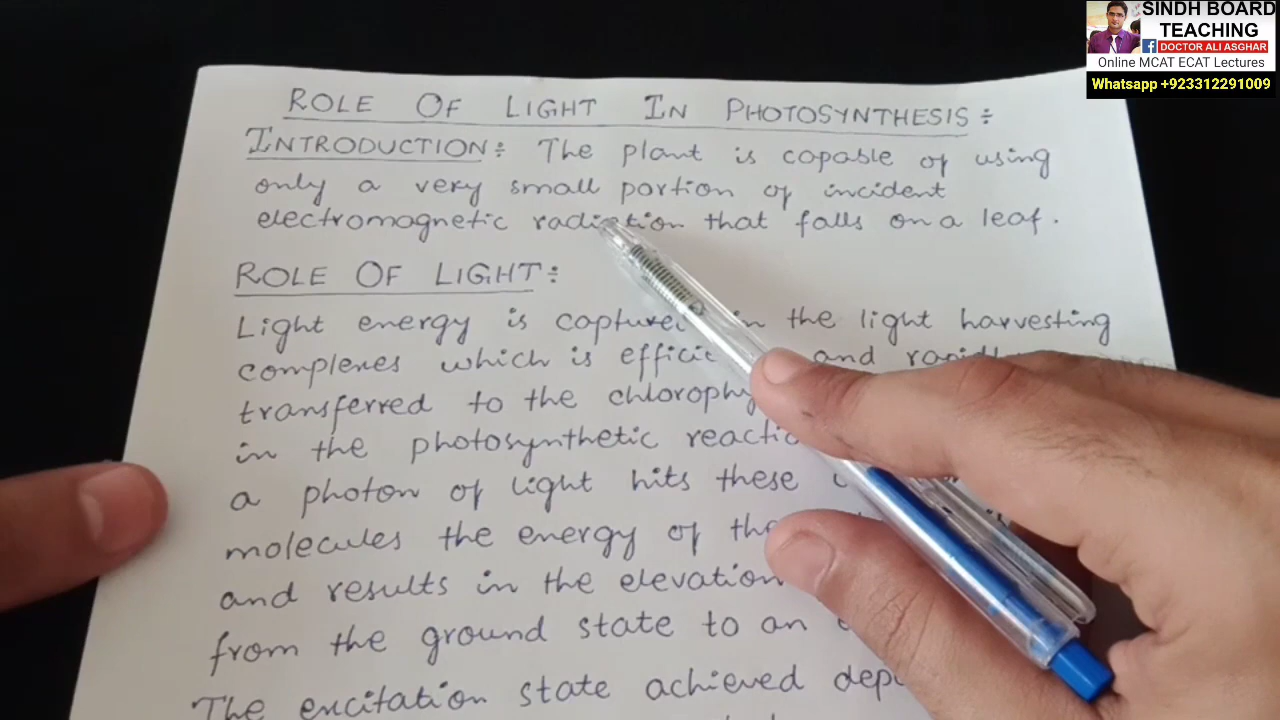 SINDH BOARD
TEACHING
DOCTOR ALI ASGHAR
Online MCAT ECAT Lectures
Whatsapp +923312291009
ROLE OF LIGHT IN PHOTOSYNTHESIS:
INTRODUCTION: The plant is capable of using
only a very small portion of incident
electromagnetic radiation that falls on a leaf.
ROLE OF LIGHT:
Light energy is in the light harvesting
complexes which is and
transferred to the
in the photosynthetic
a photon of light hits these
molecules the energy of
and results in the elevation
from the ground state to an
The excitation state achieved